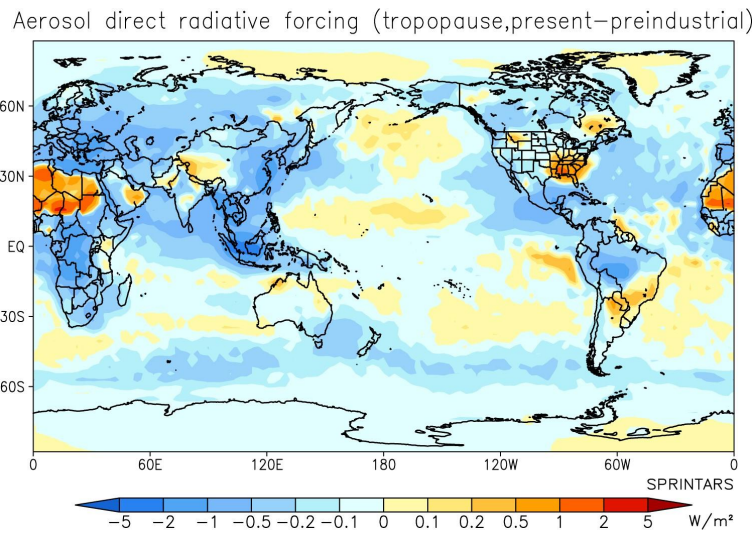 Aerosol direct radiative forcing (tropopause,present−preindustrial)
60N
30N
EQ
30S
60S
0 60E 120E 180 120W 60W 0
SPRINTARS
−5 −2 −1 −0.5 −0.2 −0.1 0 0.1 0.2 0.5 1 2 5 W/m²